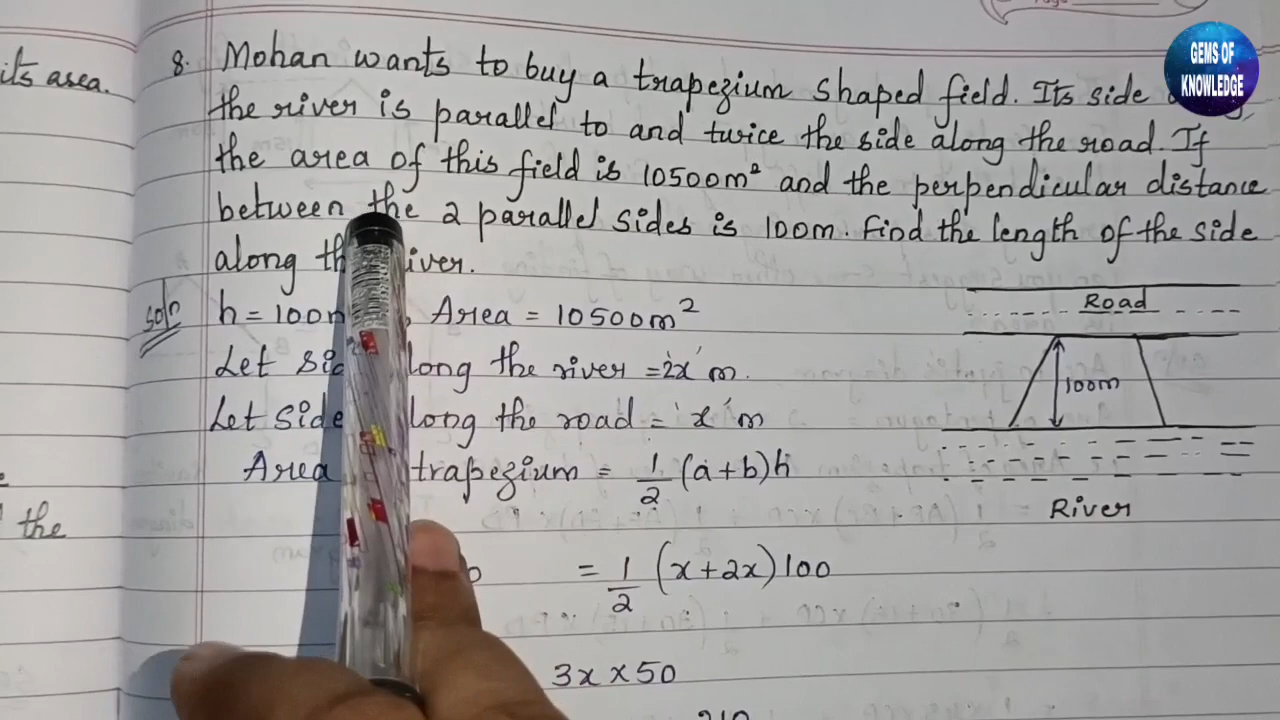 its area.
8. Mohan wants to buy a trapezium shaped field. Its side
the river is parallel to and twice the side along the road. If
the area of this field is 10500m² and the perpendicular distance
between the 2 parallel sides is 100m. Find the length of the side
along the river.
Soln h = 100m, Area = 10500m²
Let side along the river = '2x' m.
Let side along the road = 'x' m
Area trapezium = 1/2 (a+b)h
the
= 1/2 (x+2x)100
3x x 50
210
Road
100m
River
GEMS OF
KNOWLEDGE